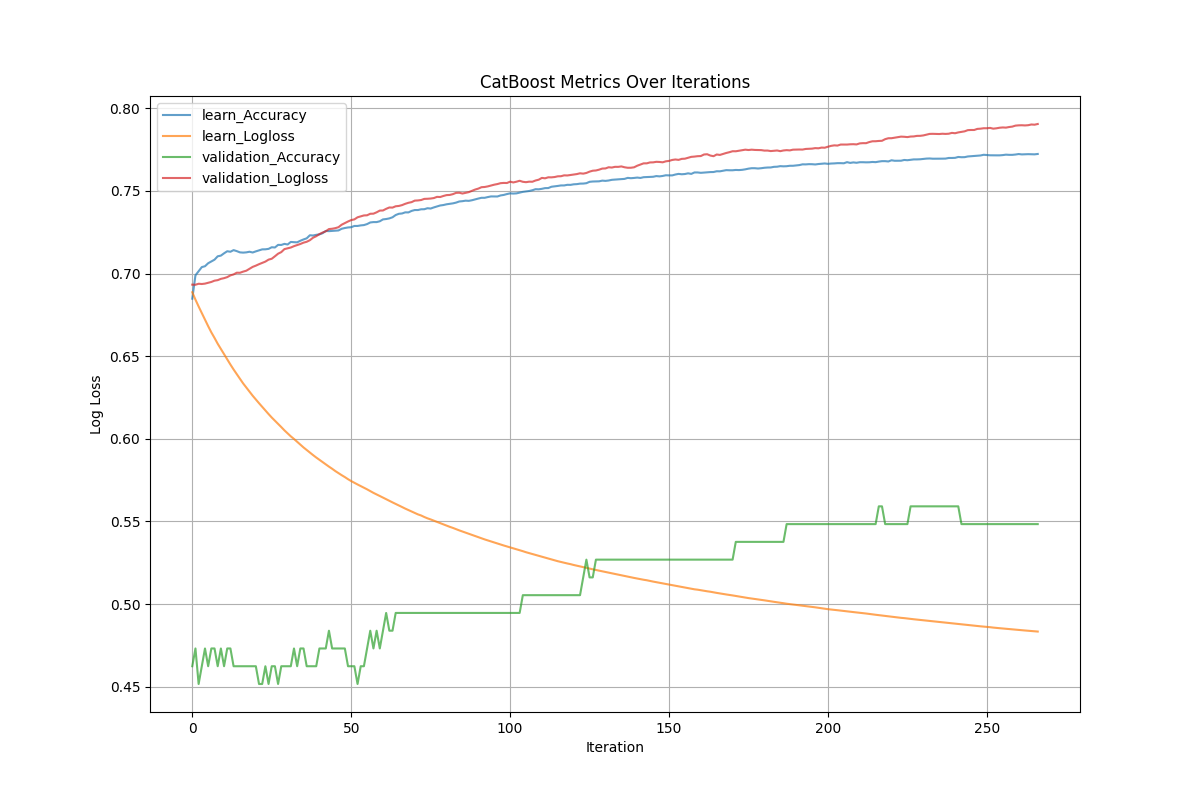 CatBoost Metrics Over Iterations
learn_Accuracy
learn_Logloss
validation_Accuracy
validation_Logloss
0.80
0.75
0.70
0.65
0.60
0.55
0.50
0.45
Log Loss
0 50 100 150 200 250
Iteration